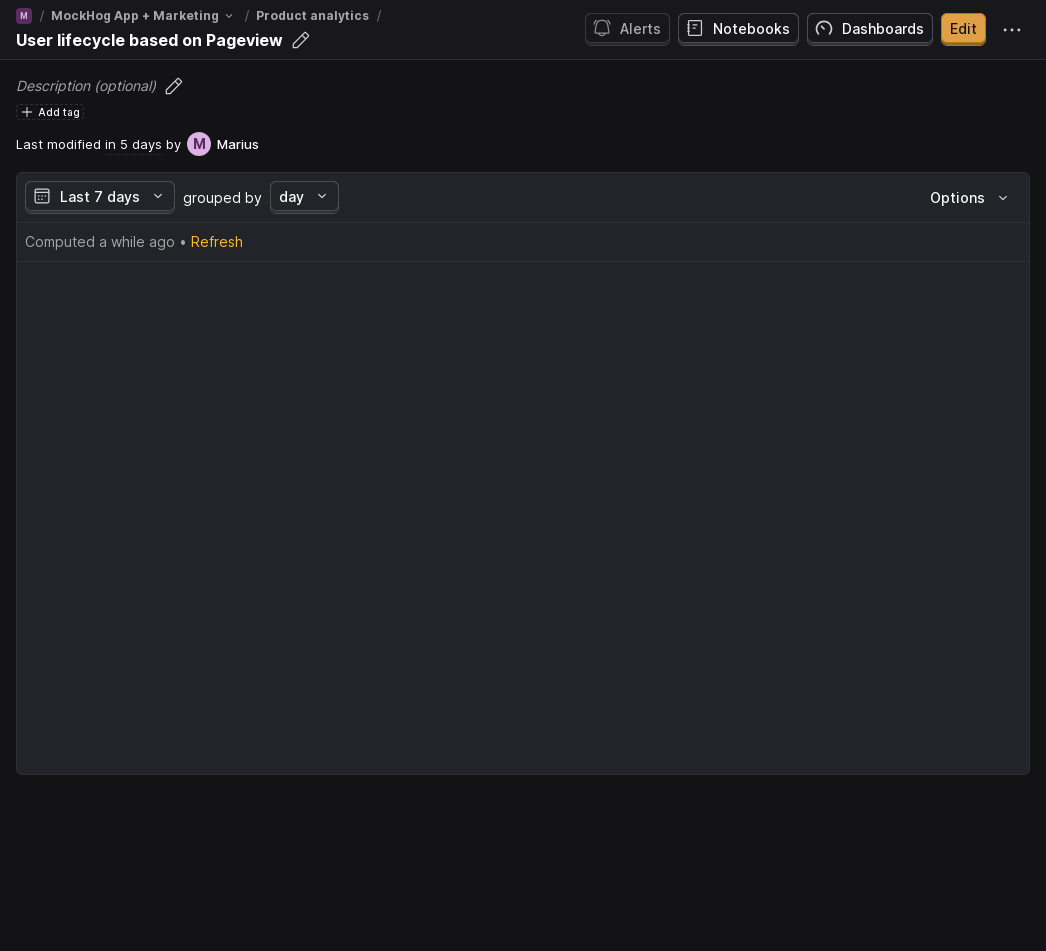 M / MockHog App + Marketing / Product analytics /
User lifecycle based on Pageview
Alerts Notebooks Dashboards Edit
Description (optional)
Add tag
Last modified in 5 days by M Marius
Last 7 days grouped by day Options
Computed a while ago • Refresh